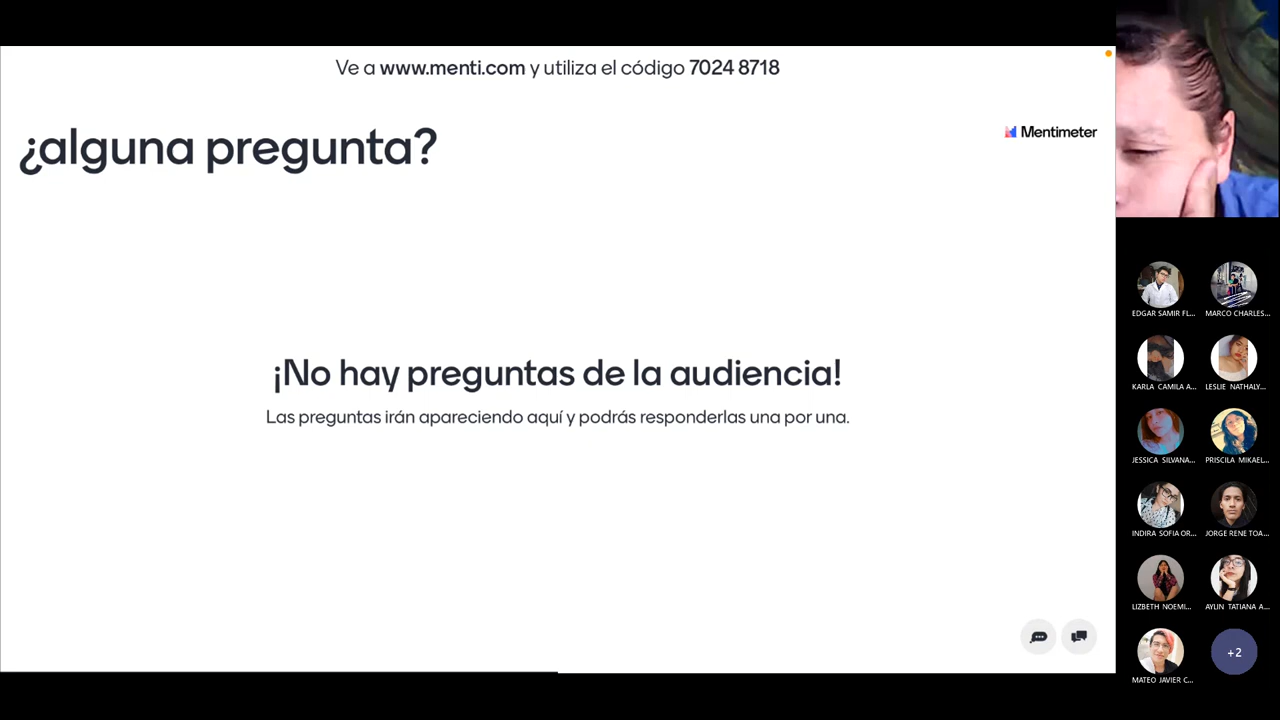 Ve a www.menti.com y utiliza el código 7024 8718
¿alguna pregunta?
Mentimeter
¡No hay preguntas de la audiencia!
Las preguntas irán apareciendo aquí y podrás responderlas una por una.
EDGAR SAMIR FL...
MARCO CHARLES...
KARLA CAMILA A...
LESLIE NATHALY...
JESSICA SILVANA...
PRISCILA MIKAEL...
INDIRA SOFIA OR...
JORGE RENE TOA...
LIZBETH NOEMI...
AYLIN TATIANA A...
MATEO JAVIER C...
+2